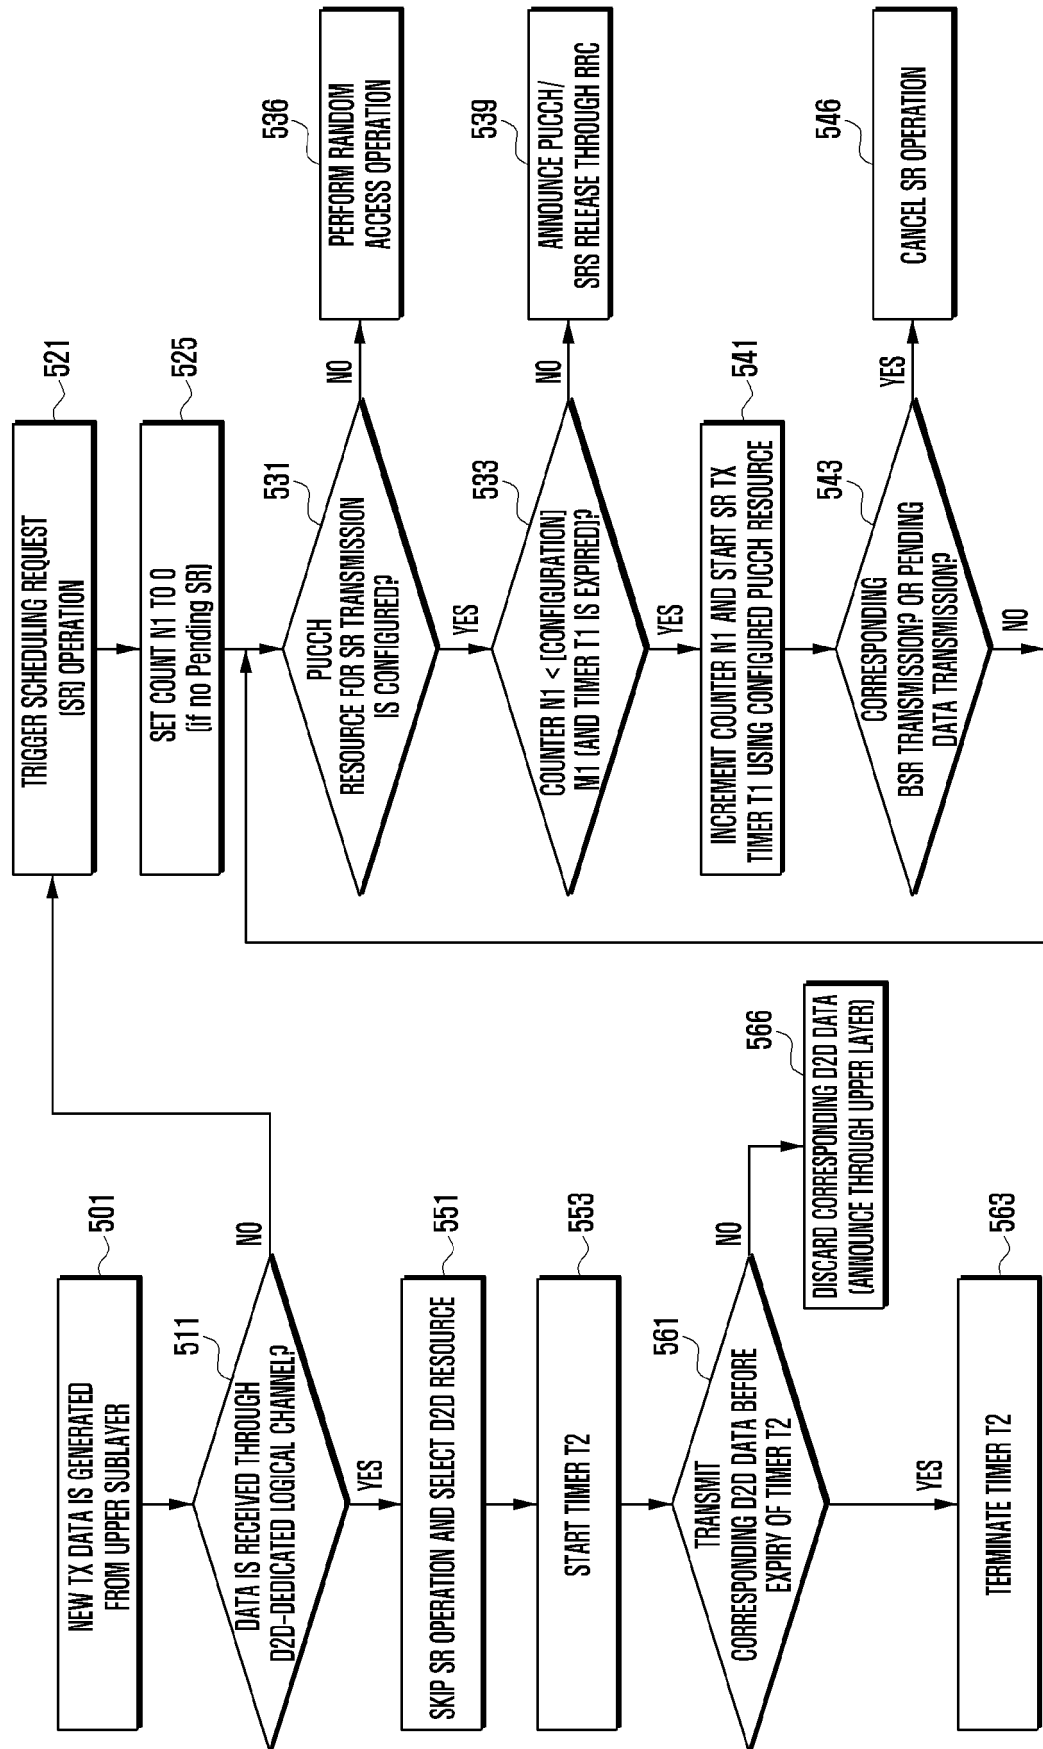 501
NEW TX DATA IS GENERATED
FROM UPPER SUBLAYER
511
DATA IS RECEIVED THROUGH
D2D-DEDICATED LOGICAL CHANNEL?
NO
YES
551
SKIP SR OPERATION AND SELECT D2D RESOURCE
553
START TIMER T2
561
TRANSMIT
CORRESPONDING D2D DATA BEFORE
EXPIRY OF TIMER T2
NO
566
DISCARD CORRESPONDING D2D DATA
(ANNOUNCE THROUGH UPPER LAYER)
YES
563
TERMINATE TIMER T2
521
TRIGGER SCHEDULING REQUEST
(SR) OPERATION
525
SET COUNT N1 TO 0
(if no Pending SR)
531
PUCCH
RESOURCE FOR SR TRANSMISSION
IS CONFIGURED?
NO
536
PERFORM RANDOM
ACCESS OPERATION
YES
533
COUNTER N1 < [CONFIGURATION]
M1 (AND TIMER T1 IS EXPIRED)?
NO
539
ANNOUNCE PUCCH/
SRS RELEASE THROUGH RRC
YES
541
INCREMENT COUNTER N1 AND START SR TX
TIMER T1 USING CONFIGURED PUCCH RESOURCE
543
CORRESPONDING
BSR TRANSMISSION? OR PENDING
DATA TRANSMISSION?
YES
546
CANCEL SR OPERATION
NO